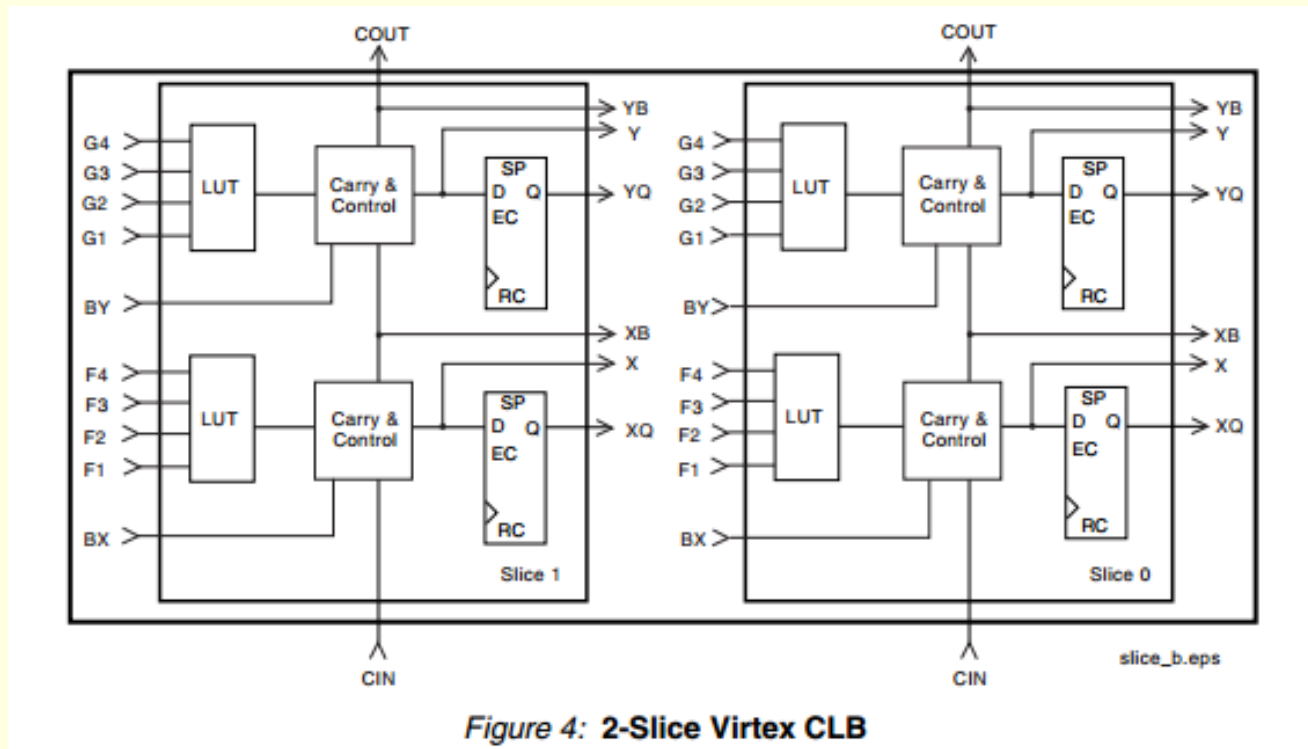 COUT
COUT
YB
Y
G4
G3
G2
G1
LUT
Carry &
Control
SP
D Q
EC
RC
YQ
BY
XB
X
F4
F3
F2
F1
LUT
Carry &
Control
SP
D Q
EC
RC
XQ
BX
Slice 1
CIN
YB
Y
G4
G3
G2
G1
LUT
Carry &
Control
SP
D Q
EC
RC
YQ
BY
XB
X
F4
F3
F2
F1
LUT
Carry &
Control
SP
D Q
EC
RC
XQ
BX
Slice 0
CIN
slice_b.eps
Figure 4: 2-Slice Virtex CLB